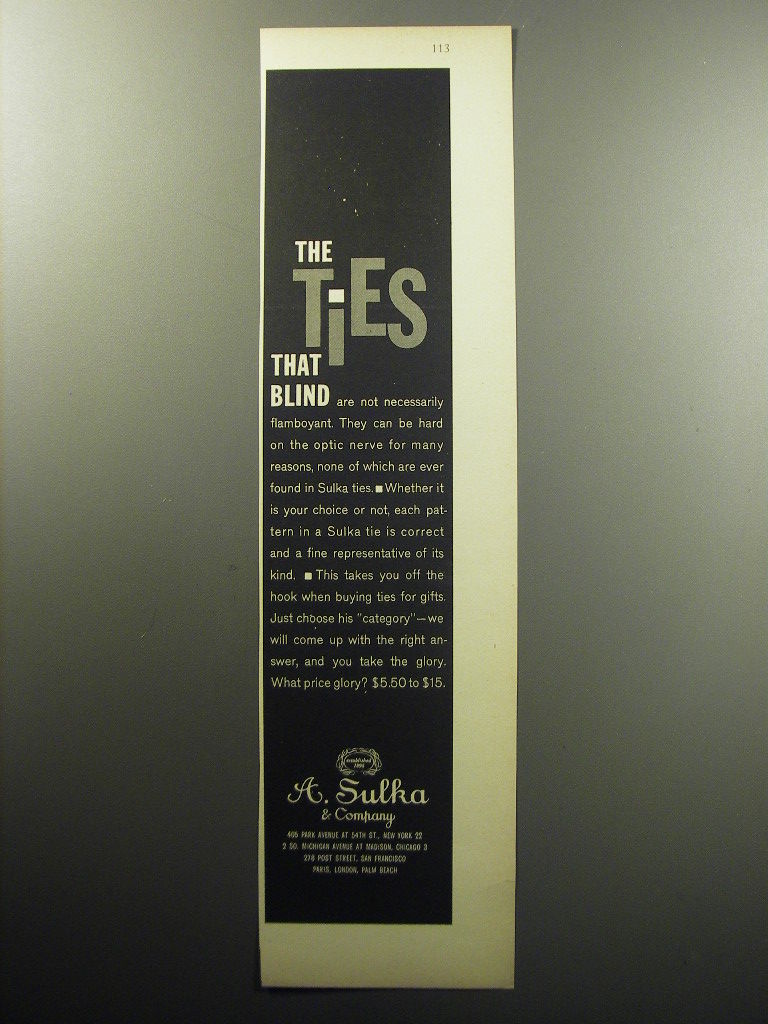 113
THE
TiES
THAT
BLIND are not necessarily
flamboyant. They can be hard
on the optic nerve for many
reasons, none of which are ever
found in Sulka ties. ■ Whether it
is your choice or not, each pat-
tern in a Sulka tie is correct
and a fine representative of its
kind. ■ This takes you off the
hook when buying ties for gifts.
Just choose his "category"—we
will come up with the right an-
swer, and you take the glory.
What price glory? $5.50 to $15.
established
A. Sulka
& Company
405 PARK AVENUE AT 54TH ST., NEW YORK 22
2 SO. MICHIGAN AVENUE AT MADISON, CHICAGO 3
278 POST STREET, SAN FRANCISCO
PARIS, LONDON, PALM BEACH